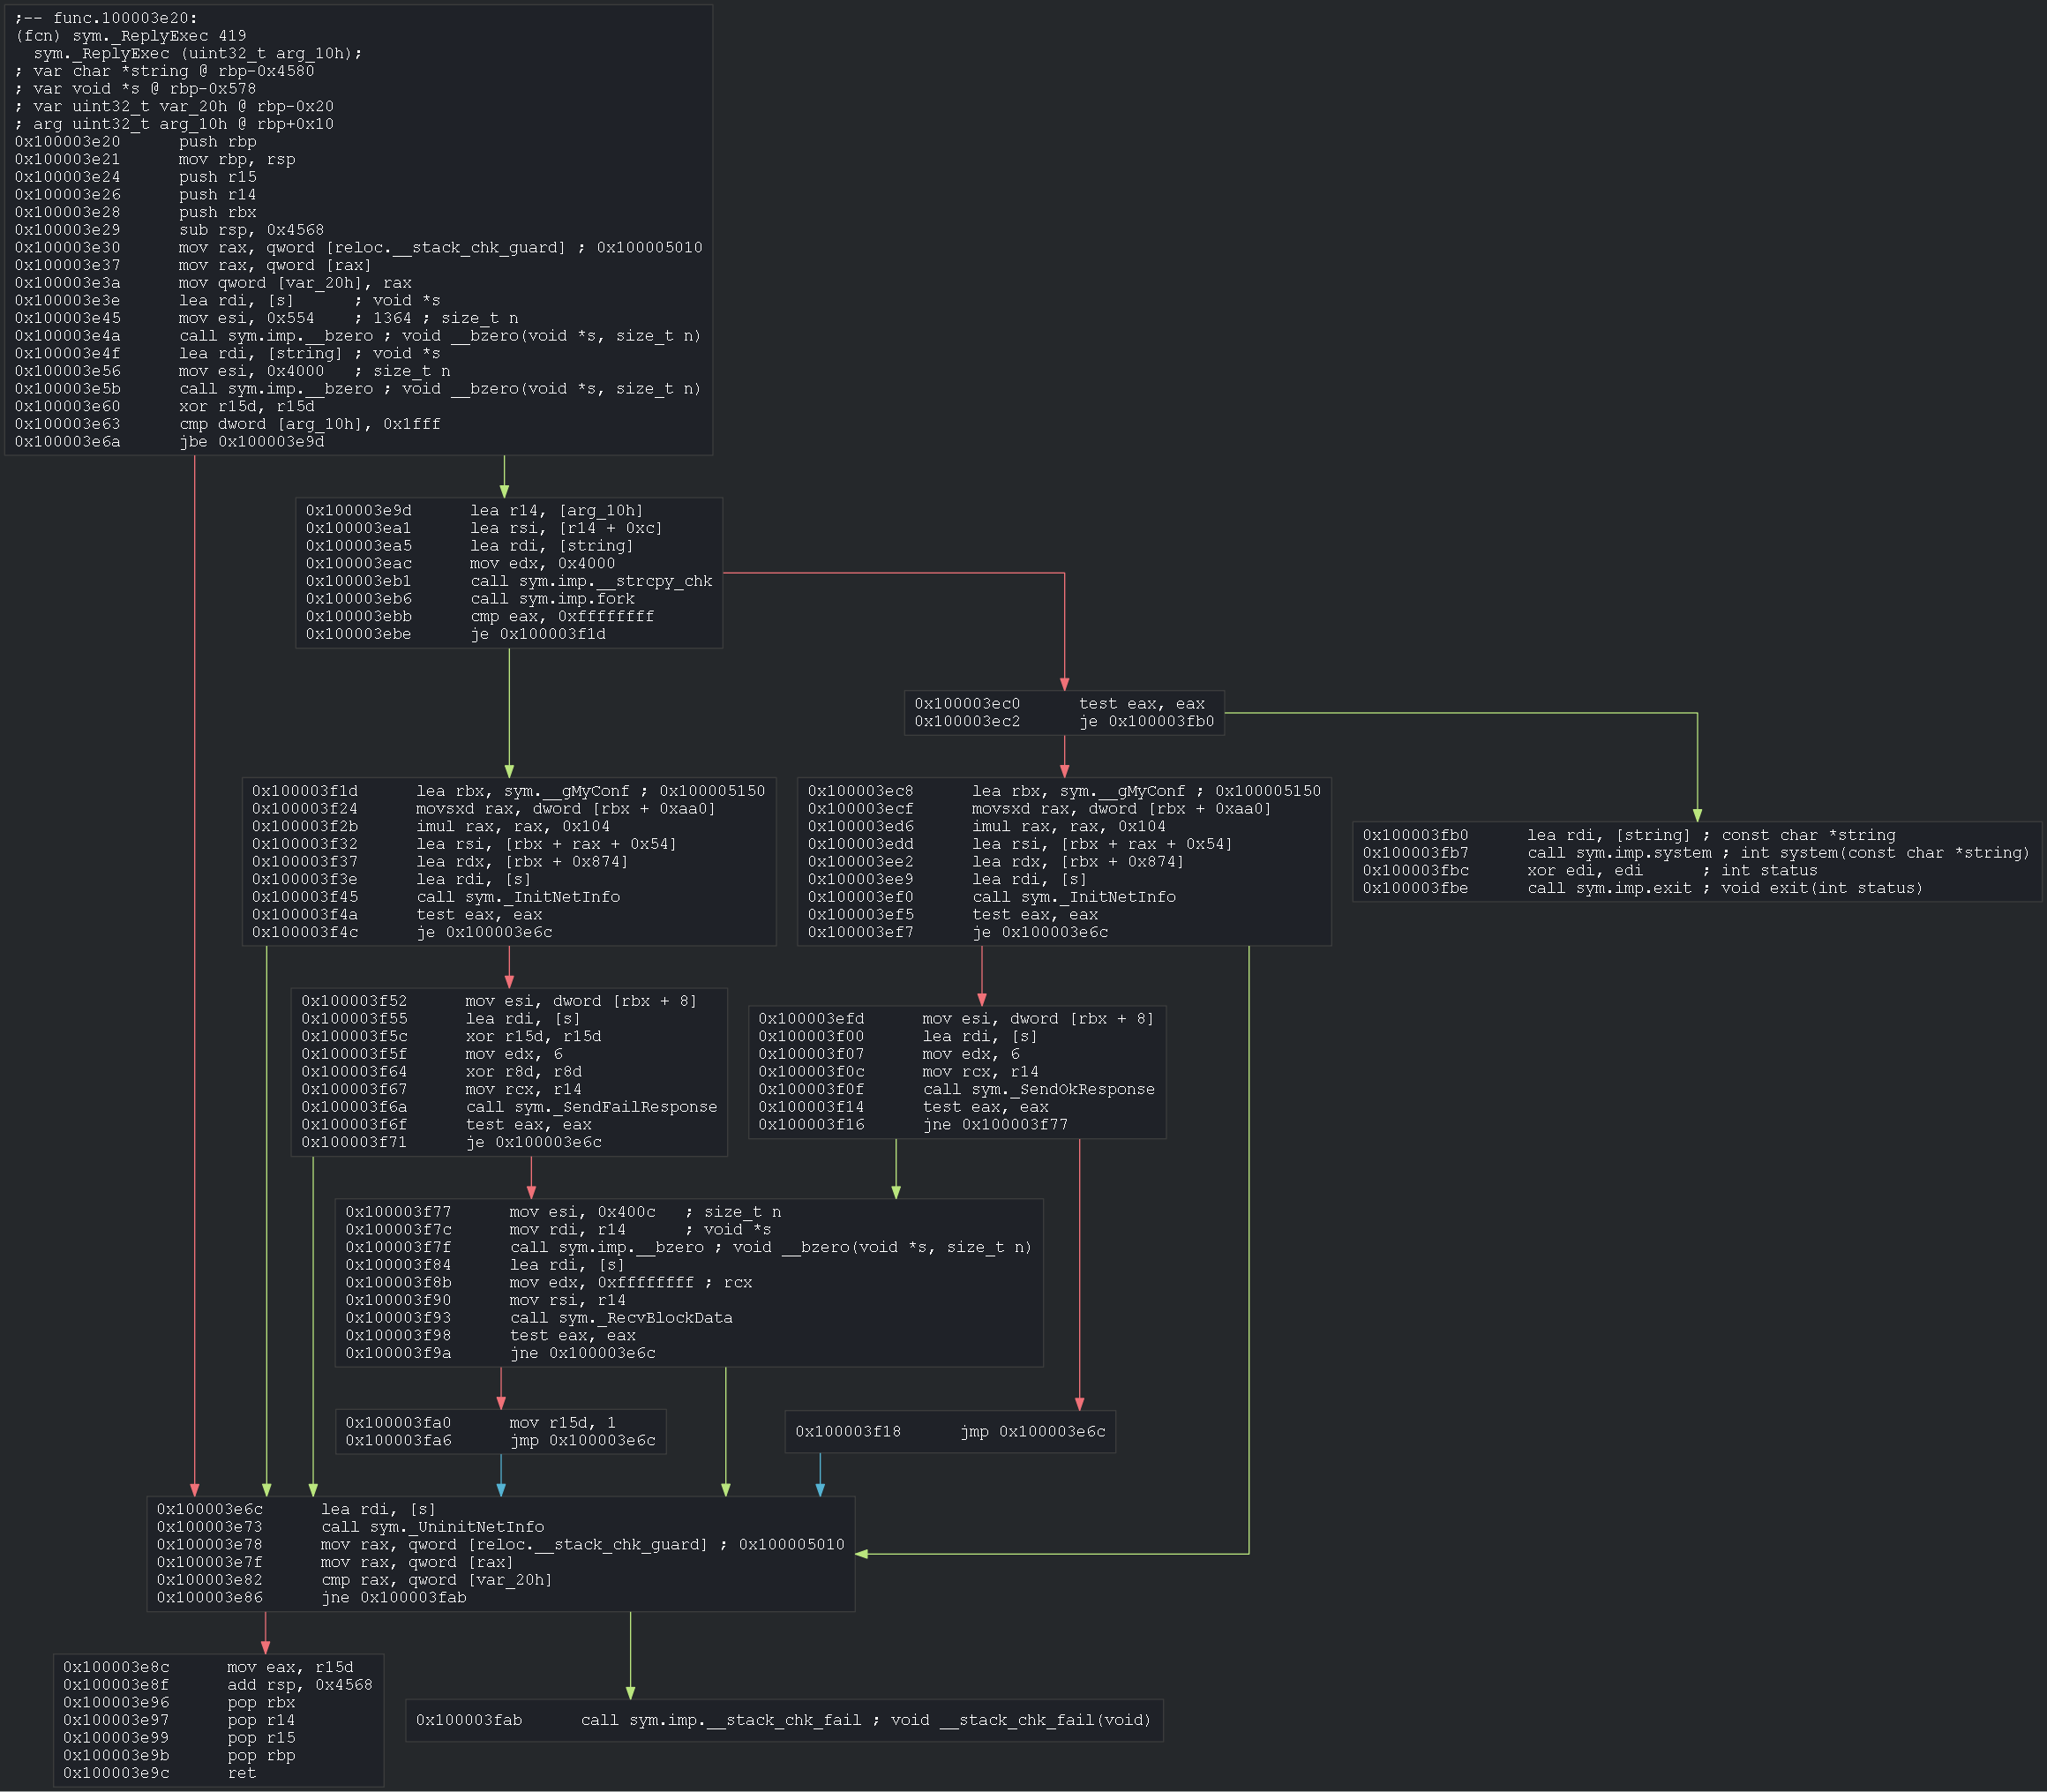 ;-- func.100003e20:
(fcn) sym._ReplyExec 419
  sym._ReplyExec (uint32_t arg_10h);
; var char *string @ rbp-0x4580
; var void *s @ rbp-0x578
; var uint32_t var_20h @ rbp-0x20
; arg uint32_t arg_10h @ rbp+0x10
0x100003e20      push rbp
0x100003e21      mov rbp, rsp
0x100003e24      push r15
0x100003e26      push r14
0x100003e28      push rbx
0x100003e29      sub rsp, 0x4568
0x100003e30      mov rax, qword [reloc.__stack_chk_guard] ; 0x100005010
0x100003e37      mov rax, qword [rax]
0x100003e3a      mov qword [var_20h], rax
0x100003e3e      lea rdi, [s]      ; void *s
0x100003e45      mov esi, 0x554    ; 1364 ; size_t n
0x100003e4a      call sym.imp.__bzero ; void __bzero(void *s, size_t n)
0x100003e4f      lea rdi, [string] ; void *s
0x100003e56      mov esi, 0x4000   ; size_t n
0x100003e5b      call sym.imp.__bzero ; void __bzero(void *s, size_t n)
0x100003e60      xor r15d, r15d
0x100003e63      cmp dword [arg_10h], 0x1fff
0x100003e6a      jbe 0x100003e9d
0x100003e9d      lea r14, [arg_10h]
0x100003ea1      lea rsi, [r14 + 0xc]
0x100003ea5      lea rdi, [string]
0x100003eac      mov edx, 0x4000
0x100003eb1      call sym.imp.__strcpy_chk
0x100003eb6      call sym.imp.fork
0x100003ebb      cmp eax, 0xffffffff
0x100003ebe      je 0x100003f1d
0x100003ec0      test eax, eax
0x100003ec2      je 0x100003fb0
0x100003f1d      lea rbx, sym.__gMyConf ; 0x100005150
0x100003f24      movsxd rax, dword [rbx + 0xaa0]
0x100003f2b      imul rax, rax, 0x104
0x100003f32      lea rsi, [rbx + rax + 0x54]
0x100003f37      lea rdx, [rbx + 0x874]
0x100003f3e      lea rdi, [s]
0x100003f45      call sym._InitNetInfo
0x100003f4a      test eax, eax
0x100003f4c      je 0x100003e6c
0x100003ec8      lea rbx, sym.__gMyConf ; 0x100005150
0x100003ecf      movsxd rax, dword [rbx + 0xaa0]
0x100003ed6      imul rax, rax, 0x104
0x100003edd      lea rsi, [rbx + rax + 0x54]
0x100003ee2      lea rdx, [rbx + 0x874]
0x100003ee9      lea rdi, [s]
0x100003ef0      call sym._InitNetInfo
0x100003ef5      test eax, eax
0x100003ef7      je 0x100003e6c
0x100003fb0      lea rdi, [string] ; const char *string
0x100003fb7      call sym.imp.system ; int system(const char *string)
0x100003fbc      xor edi, edi      ; int status
0x100003fbe      call sym.imp.exit ; void exit(int status)
0x100003f52      mov esi, dword [rbx + 8]
0x100003f55      lea rdi, [s]
0x100003f5c      xor r15d, r15d
0x100003f5f      mov edx, 6
0x100003f64      xor r8d, r8d
0x100003f67      mov rcx, r14
0x100003f6a      call sym._SendFailResponse
0x100003f6f      test eax, eax
0x100003f71      je 0x100003e6c
0x100003efd      mov esi, dword [rbx + 8]
0x100003f00      lea rdi, [s]
0x100003f07      mov edx, 6
0x100003f0c      mov rcx, r14
0x100003f0f      call sym._SendOkResponse
0x100003f14      test eax, eax
0x100003f16      jne 0x100003f77
0x100003f77      mov esi, 0x400c   ; size_t n
0x100003f7c      mov rdi, r14      ; void *s
0x100003f7f      call sym.imp.__bzero ; void __bzero(void *s, size_t n)
0x100003f84      lea rdi, [s]
0x100003f8b      mov edx, 0xffffffff ; rcx
0x100003f90      mov rsi, r14
0x100003f93      call sym._RecvBlockData
0x100003f98      test eax, eax
0x100003f9a      jne 0x100003e6c
0x100003fa0      mov r15d, 1
0x100003fa6      jmp 0x100003e6c
0x100003f18      jmp 0x100003e6c
0x100003e6c      lea rdi, [s]
0x100003e73      call sym._UninitNetInfo
0x100003e78      mov rax, qword [reloc.__stack_chk_guard] ; 0x100005010
0x100003e7f      mov rax, qword [rax]
0x100003e82      cmp rax, qword [var_20h]
0x100003e86      jne 0x100003fab
0x100003e8c      mov eax, r15d
0x100003e8f      add rsp, 0x4568
0x100003e96      pop rbx
0x100003e97      pop r14
0x100003e99      pop r15
0x100003e9b      pop rbp
0x100003e9c      ret
0x100003fab      call sym.imp.__stack_chk_fail ; void __stack_chk_fail(void)